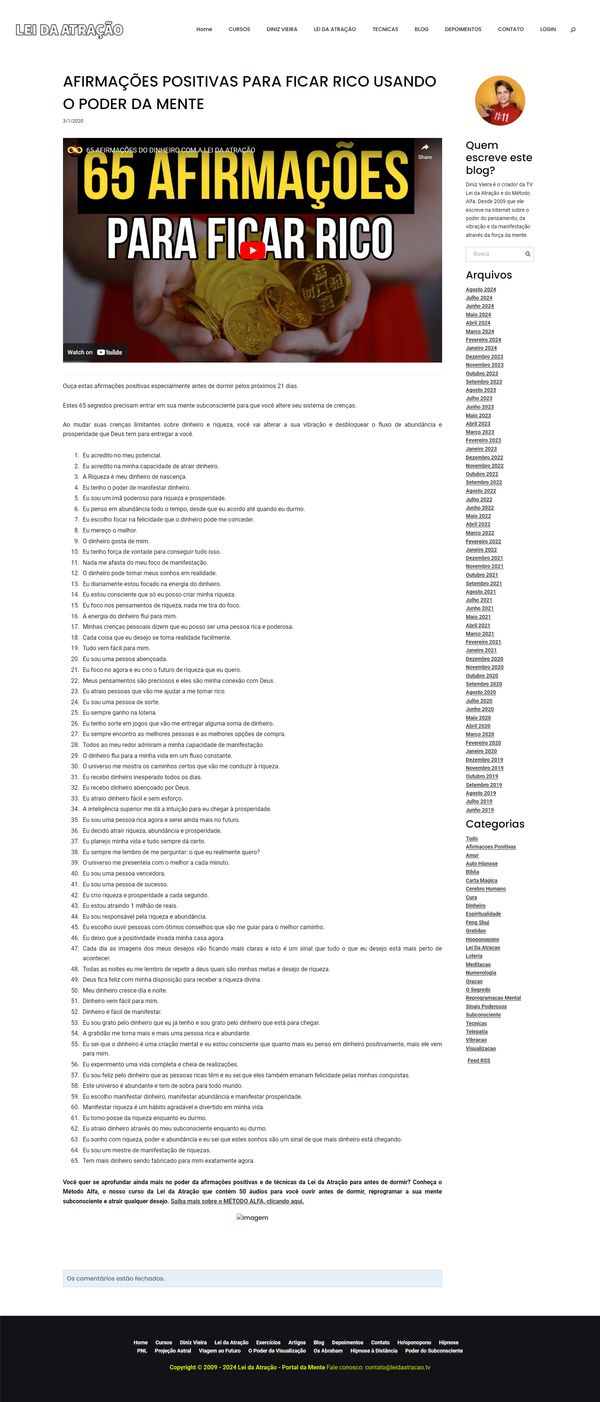 LEI DA ATRAÇÃO
Home CURSOS DINIZ VIEIRA LEI DA ATRAÇÃO TECNICAS BLOG DEPOIMENTOS CONTATO LOGIN
AFIRMAÇÕES POSITIVAS PARA FICAR RICO USANDO
O PODER DA MENTE
3/1/2020
65 AFIRMAÇÕES DO DINHEIRO COM A LEI DA ATRAÇÃO
Share
65 AFIRMAÇÕES
PARA FICAR RICO
Watch on YouTube
Ouça estas afirmações positivas especialmente antes de dormir pelos próximos 21 dias.
Estes 65 segredos precisam entrar em sua mente subconsciente para que você altere seu sistema de crenças.
Ao mudar suas crenças limitantes sobre dinheiro e riqueza, você vai alterar a sua vibração e desbloquear o fluxo de abundância e
prosperidade que Deus tem para entregar a você.
1. Eu acredito no meu potencial.
2. Eu acredito na minha capacidade de atrair dinheiro.
3. A Riqueza é meu direito de nascença.
4. Eu tenho o poder de manifestar dinheiro.
5. Eu sou um imã poderoso para riqueza e prosperidade.
6. Eu penso em abundância todo o tempo, desde que eu acordo até quando eu durmo.
7. Eu escolho focar na felicidade que o dinheiro pode me conceder.
8. Eu mereço o melhor.
9. O dinheiro gosta de mim.
10. Eu tenho força de vontade para conseguir tudo isso.
11. Nada me afasta do meu foco de manifestação.
12. O dinheiro pode tornar meus sonhos em realidade.
13. Eu diariamente estou focado na energia do dinheiro.
14. Eu estou consciente que só eu posso criar minha riqueza.
15. Eu foco nos pensamentos de riqueza, nada me tira do foco.
16. A energia do dinheiro flui para mim.
17. Minhas crenças pessoais dizem que eu posso ser uma pessoa rica e poderosa.
18. Cada coisa que eu desejo se torna realidade facilmente.
19. Tudo vem fácil para mim.
20. Eu sou uma pessoa abençoada.
21. Eu foco no agora e eu crio o futuro de riqueza que eu quero.
22. Meus pensamentos são preciosos e eles são minha conexão com Deus.
23. Eu atraio pessoas que vão me ajudar a me tornar rico.
24. Eu sou uma pessoa de sorte.
25. Eu sempre ganho na loteria.
26. Eu tenho sorte em jogos que vão me entregar alguma soma de dinheiro.
27. Eu sempre encontro as melhores pessoas e as melhores opções de compra.
28. Todos ao meu redor admiram a minha capacidade de manifestação.
29. O dinheiro flui para a minha vida em um fluxo constante.
30. O universo me mostra os caminhos certos que vão me conduzir à riqueza.
31. Eu recebo dinheiro inesperado todos os dias.
32. Eu recebo dinheiro abençoado por Deus.
33. Eu atraio dinheiro fácil e sem esforço.
34. A inteligência superior me dá a intuição para eu chegar à prosperidade.
35. Eu sou uma pessoa rica agora e serei ainda mais no futuro.
36. Eu decido atrair riqueza, abundância e prosperidade.
37. Eu planejo minha vida e tudo sempre dá certo.
38. Eu sempre me lembro de me perguntar: o que eu realmente quero?
39. O universo me presenteia com o melhor a cada minuto.
40. Eu sou uma pessoa vencedora.
41. Eu sou uma pessoa de sucesso.
42. Eu crio riqueza e prosperidade a cada segundo.
43. Eu estou atraindo 1 milhão de reais.
44. Eu sou responsável pela riqueza e abundância.
45. Eu escolho ouvir pessoas com ótimos conselhos que vão me guiar para o melhor caminho.
46. Eu deixo que a positividade invada minha casa agora.
47. Cada dia as imagens dos meus desejos vão ficando mais claras e isto é um sinal que tudo o que eu desejo está mais perto de
acontecer.
48. Todas as noites eu me lembro de repetir a deus quais são minhas metas e desejo de riqueza.
49. Deus fica feliz com minha disposição para receber a riqueza divina.
50. Meu dinheiro cresce dia e noite.
51. Dinheiro vem fácil para mim.
52. Dinheiro é fácil de manifestar.
53. Eu sou grato pelo dinheiro que eu já tenho e sou grato pelo dinheiro que está para chegar.
54. A gratidão me torna mais e mais uma pessoa rica e abundante.
55. Eu sei que o dinheiro é uma criação mental e eu estou consciente que quanto mais eu penso em dinheiro positivamente, mais ele vem
para mim.
56. Eu experimento uma vida completa e cheia de realizações.
57. Eu sou feliz pelo dinheiro que as pessoas ricas têm e eu sei que eles também emanam felicidade pelas minhas conquistas.
58. Este universo é abundante e tem de sobra para todo mundo.
59. Eu escolho manifestar dinheiro, manifestar abundância e manifestar prosperidade.
60. Manifestar riqueza é um hábito agradável e divertido em minha vida.
61. Eu tomo posse da riqueza enquanto eu durmo.
62. Eu atraio dinheiro através do meu subconsciente enquanto eu durmo.
63. Eu sonho com riqueza, poder e abundância e eu sei que estes sonhos são um sinal de que mais dinheiro está chegando.
64. Eu sou um mestre de manifestação de riquezas.
65. Tem mais dinheiro sendo fabricado para mim exatamente agora.
Você quer se aprofundar ainda mais no poder da afirmações positivas e de técnicas da Lei da Atração para antes de dormir? Conheça o
Método Alfa, o nosso curso da Lei da Atração que contém 50 áudios para você ouvir antes de dormir, reprogramar a sua mente
subconsciente e atrair qualquer desejo. Saiba mais sobre o MÉTODO ALFA, clicando aqui.
Imagem
Os comentários estão fechados.
11:11
Quem
escreve este
blog?
Diniz Vieira é o criador da TV
Lei da Atração e do Método
Alfa. Desde 2009 que ele
escreve na Internet sobre o
poder do pensamento, da
vibração e da manifestação
através da força da mente.
Busca
Arquivos
Agosto 2024
Julho 2024
Junho 2024
Maio 2024
Abril 2024
Março 2024
Fevereiro 2024
Janeiro 2024
Dezembro 2023
Novembro 2023
Outubro 2023
Setembro 2023
Agosto 2023
Julho 2023
Junho 2023
Maio 2023
Abril 2023
Março 2023
Fevereiro 2023
Janeiro 2023
Dezembro 2022
Novembro 2022
Outubro 2022
Setembro 2022
Agosto 2022
Julho 2022
Junho 2022
Maio 2022
Abril 2022
Março 2022
Fevereiro 2022
Janeiro 2022
Dezembro 2021
Novembro 2021
Outubro 2021
Setembro 2021
Agosto 2021
Julho 2021
Junho 2021
Maio 2021
Abril 2021
Março 2021
Fevereiro 2021
Janeiro 2021
Dezembro 2020
Novembro 2020
Outubro 2020
Setembro 2020
Agosto 2020
Julho 2020
Junho 2020
Maio 2020
Abril 2020
Março 2020
Fevereiro 2020
Janeiro 2020
Dezembro 2019
Novembro 2019
Outubro 2019
Setembro 2019
Agosto 2019
Julho 2019
Junho 2019
Categorias
Tudo
Afirmacoes Positivas
Amor
Auto Hipnose
Biblia
Carta Magica
Cerebro Humano
Cura
Dinheiro
Espiritualidade
Feng Shui
Gratidao
Hooponopono
Lei Da Atracao
Loteria
Meditacao
Numerologia
Oracao
O Segredo
Reprogramacao Mental
Sinais Poderosos
Subconsciente
Tecnicas
Telepatia
Vibracao
Visualizacao
Feed RSS
Home Cursos Diniz Vieira Lei da Atração Exercícios Artigos Blog Depoimentos Contato Ho'oponopono Hipnose
PNL Projeção Astral Viagem ao Futuro O Poder da Visualização Os Abraham Hipnose à Distância Poder do Subconsciente
Copyright © 2009 - 2024 Lei da Atração - Portal da Mente Fale conosco: contato@leidaatracao.tv